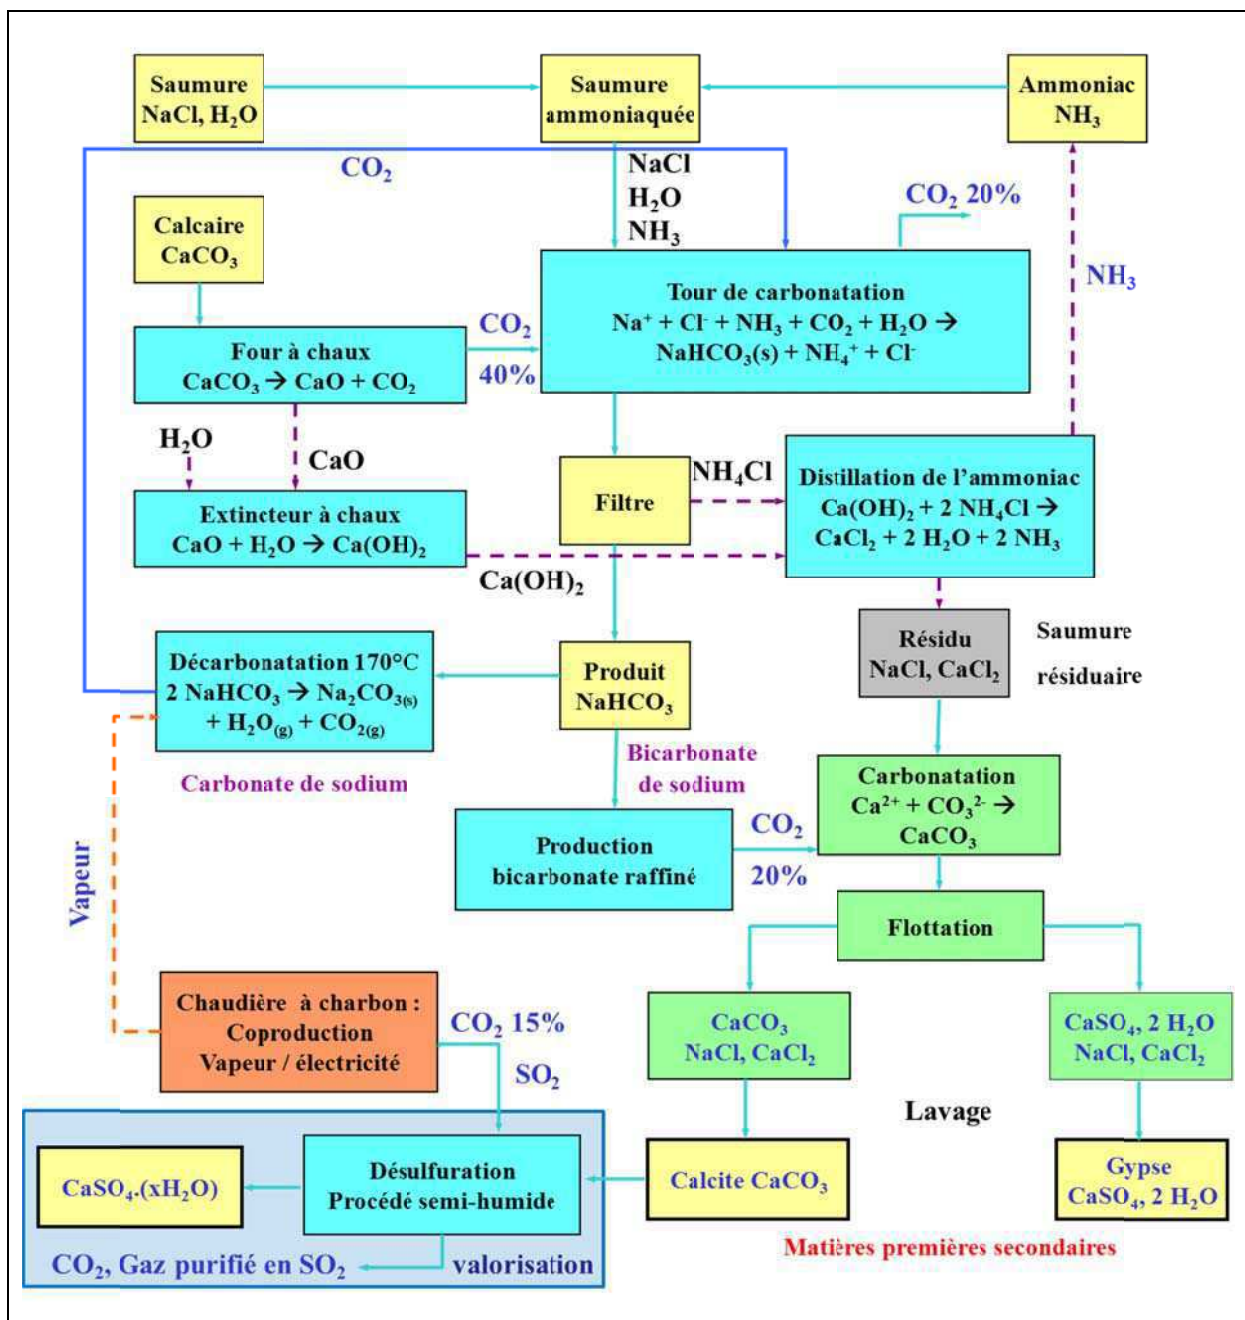 Saumure
NaCl, H₂O
Saumure
ammoniaquée
Ammoniac
NH₃
CO₂
NaCl
H₂O
NH₃
CO₂ 20%
Calcaire
CaCO₃
NH₃
Tour de carbonatation
Na⁺ + Cl⁻ + NH₃ + CO₂ + H₂O →
NaHCO₃(s) + NH₄⁺ + Cl⁻
CO₂
40%
Four à chaux
CaCO₃ → CaO + CO₂
H₂O
CaO
Filtre
NH₄Cl
Distillation de l’ammoniac
Ca(OH)₂ + 2 NH₄Cl →
CaCl₂ + 2 H₂O + 2 NH₃
Extincteur à chaux
CaO + H₂O → Ca(OH)₂
Ca(OH)₂
Résidu
NaCl, CaCl₂
Saumure
résiduaire
Décarbonatation 170°C
2 NaHCO₃ → Na₂CO₃₍ₛ₎
+ H₂O₍g₎ + CO₂₍g₎
Produit
NaHCO₃
Carbonate de sodium
Bicarbonate
de sodium
Carbonatation
Ca²⁺ + CO₃²⁻ →
CaCO₃
Production
bicarbonate raffiné
CO₂
20%
Vapeur
Flottation
Chaudière à charbon :
Coproduction
Vapeur / électricité
CO₂ 15%
SO₂
CaCO₃
NaCl, CaCl₂
CaSO₄, 2 H₂O
NaCl, CaCl₂
Lavage
CaSO₄.(xH₂O)
Désulfuration
Procédé semi-humide
Calcite CaCO₃
Gypse
CaSO₄, 2 H₂O
CO₂, Gaz purifié en SO₂
valorisation
Matières premières secondaires